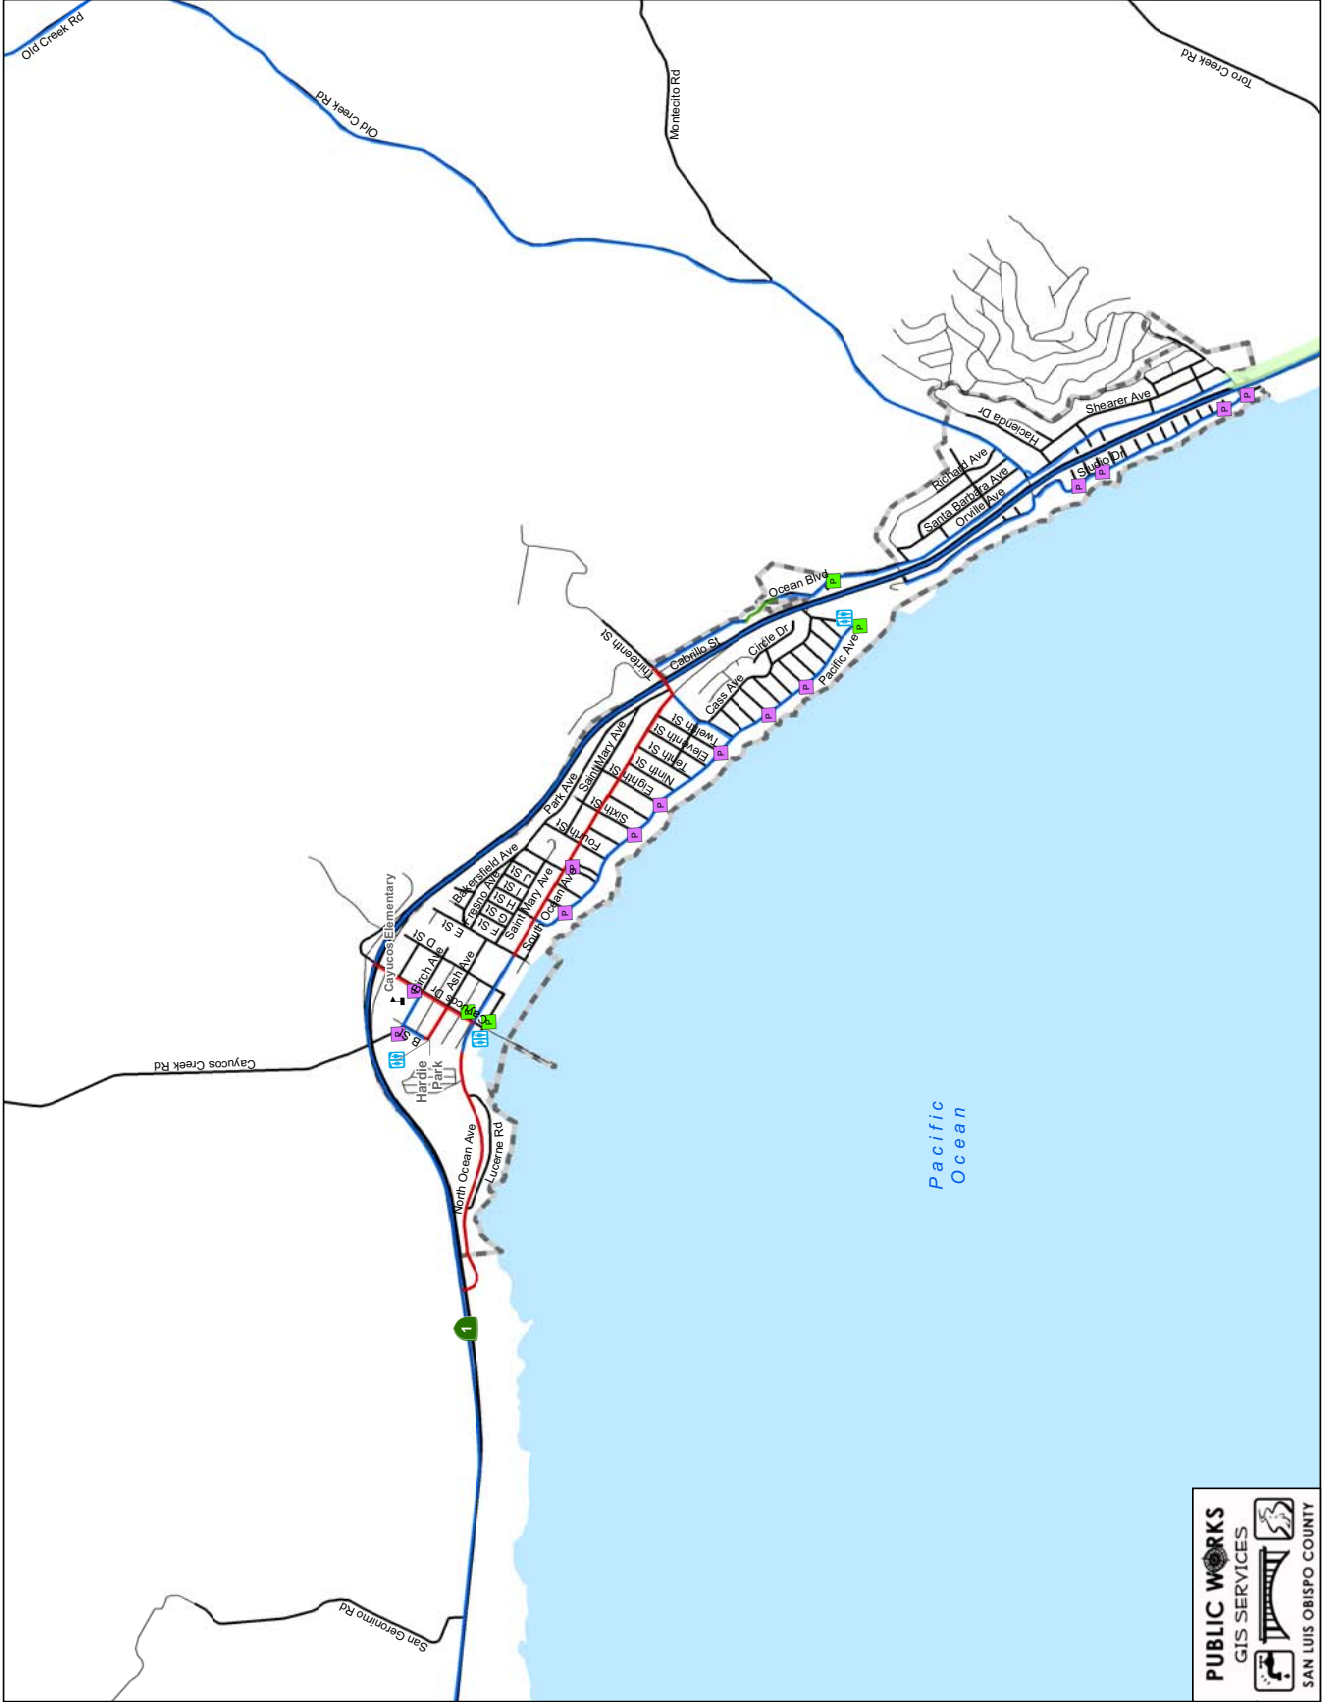 Old Creek Rd
Old Creek Rd
Montecito Rd
Toro Creek Rd
Hacienda Dr
Shearer Ave
Richard Ave
Santa Barbara Ave
Orville Ave
Studio Dr
P
P
P
P
Ocean Blvd
P
P
Thirteenth St
Cabrillo St
Circle Dr
Pacific Ave
Cass Ave
P
P
P
Twelfth St
Eleventh St
Tenth St
Ninth St
Eighth St
Sixth St
Fourth St
Saint Mary Ave
Park Ave
P
P
P
P
Bakersfield Ave
Fresno Ave
J St
I St
H St
G St
F St
E St
D St
Saint Mary Ave
South Ocean Ave
Cayucos Elementary
Birch Ave
Ash Ave
Cayucos Dr
B St
P
P
P
P
Hardie
Park
Cayucos Creek Rd
North Ocean Ave
Lucerne Rd
1
San Geronimo Rd
Pacific
Ocean
PUBLIC WORKS
GIS SERVICES
SAN LUIS OBISPO COUNTY